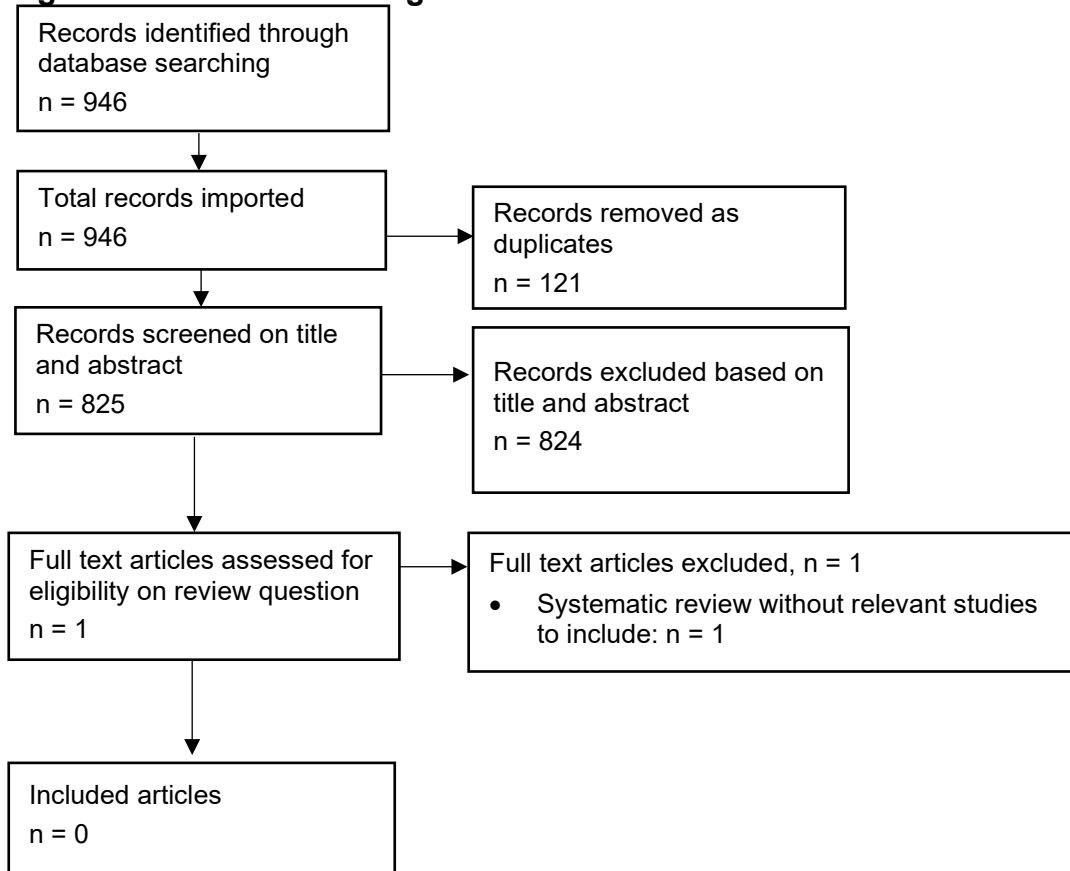 Records identified through
database searching
n = 946
Total records imported
n = 946
Records removed as
duplicates
n = 121
Records screened on title
and abstract
n = 825
Records excluded based on
title and abstract
n = 824
Full text articles assessed for
eligibility on review question
n = 1
Full text articles excluded, n = 1
• Systematic review without relevant studies
to include: n = 1
Included articles
n = 0